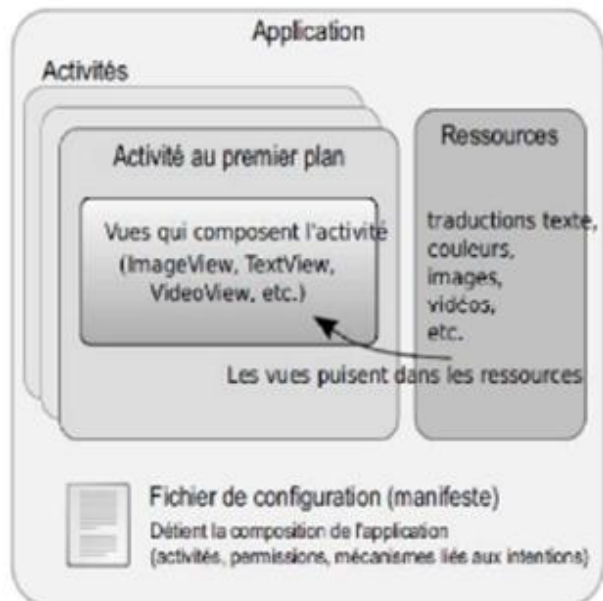 Application
Activités
Activité au premier plan
Vues qui composent l'activité
(ImageView, TextView,
VideoView, etc.)
Ressources
traductions texte,
couleurs,
images,
vidéos,
etc.
Les vues puisent dans les ressources
Fichier de configuration (manifeste)
Détient la composition de l'application
(activités, permissions, mécanismes liés aux intentions)